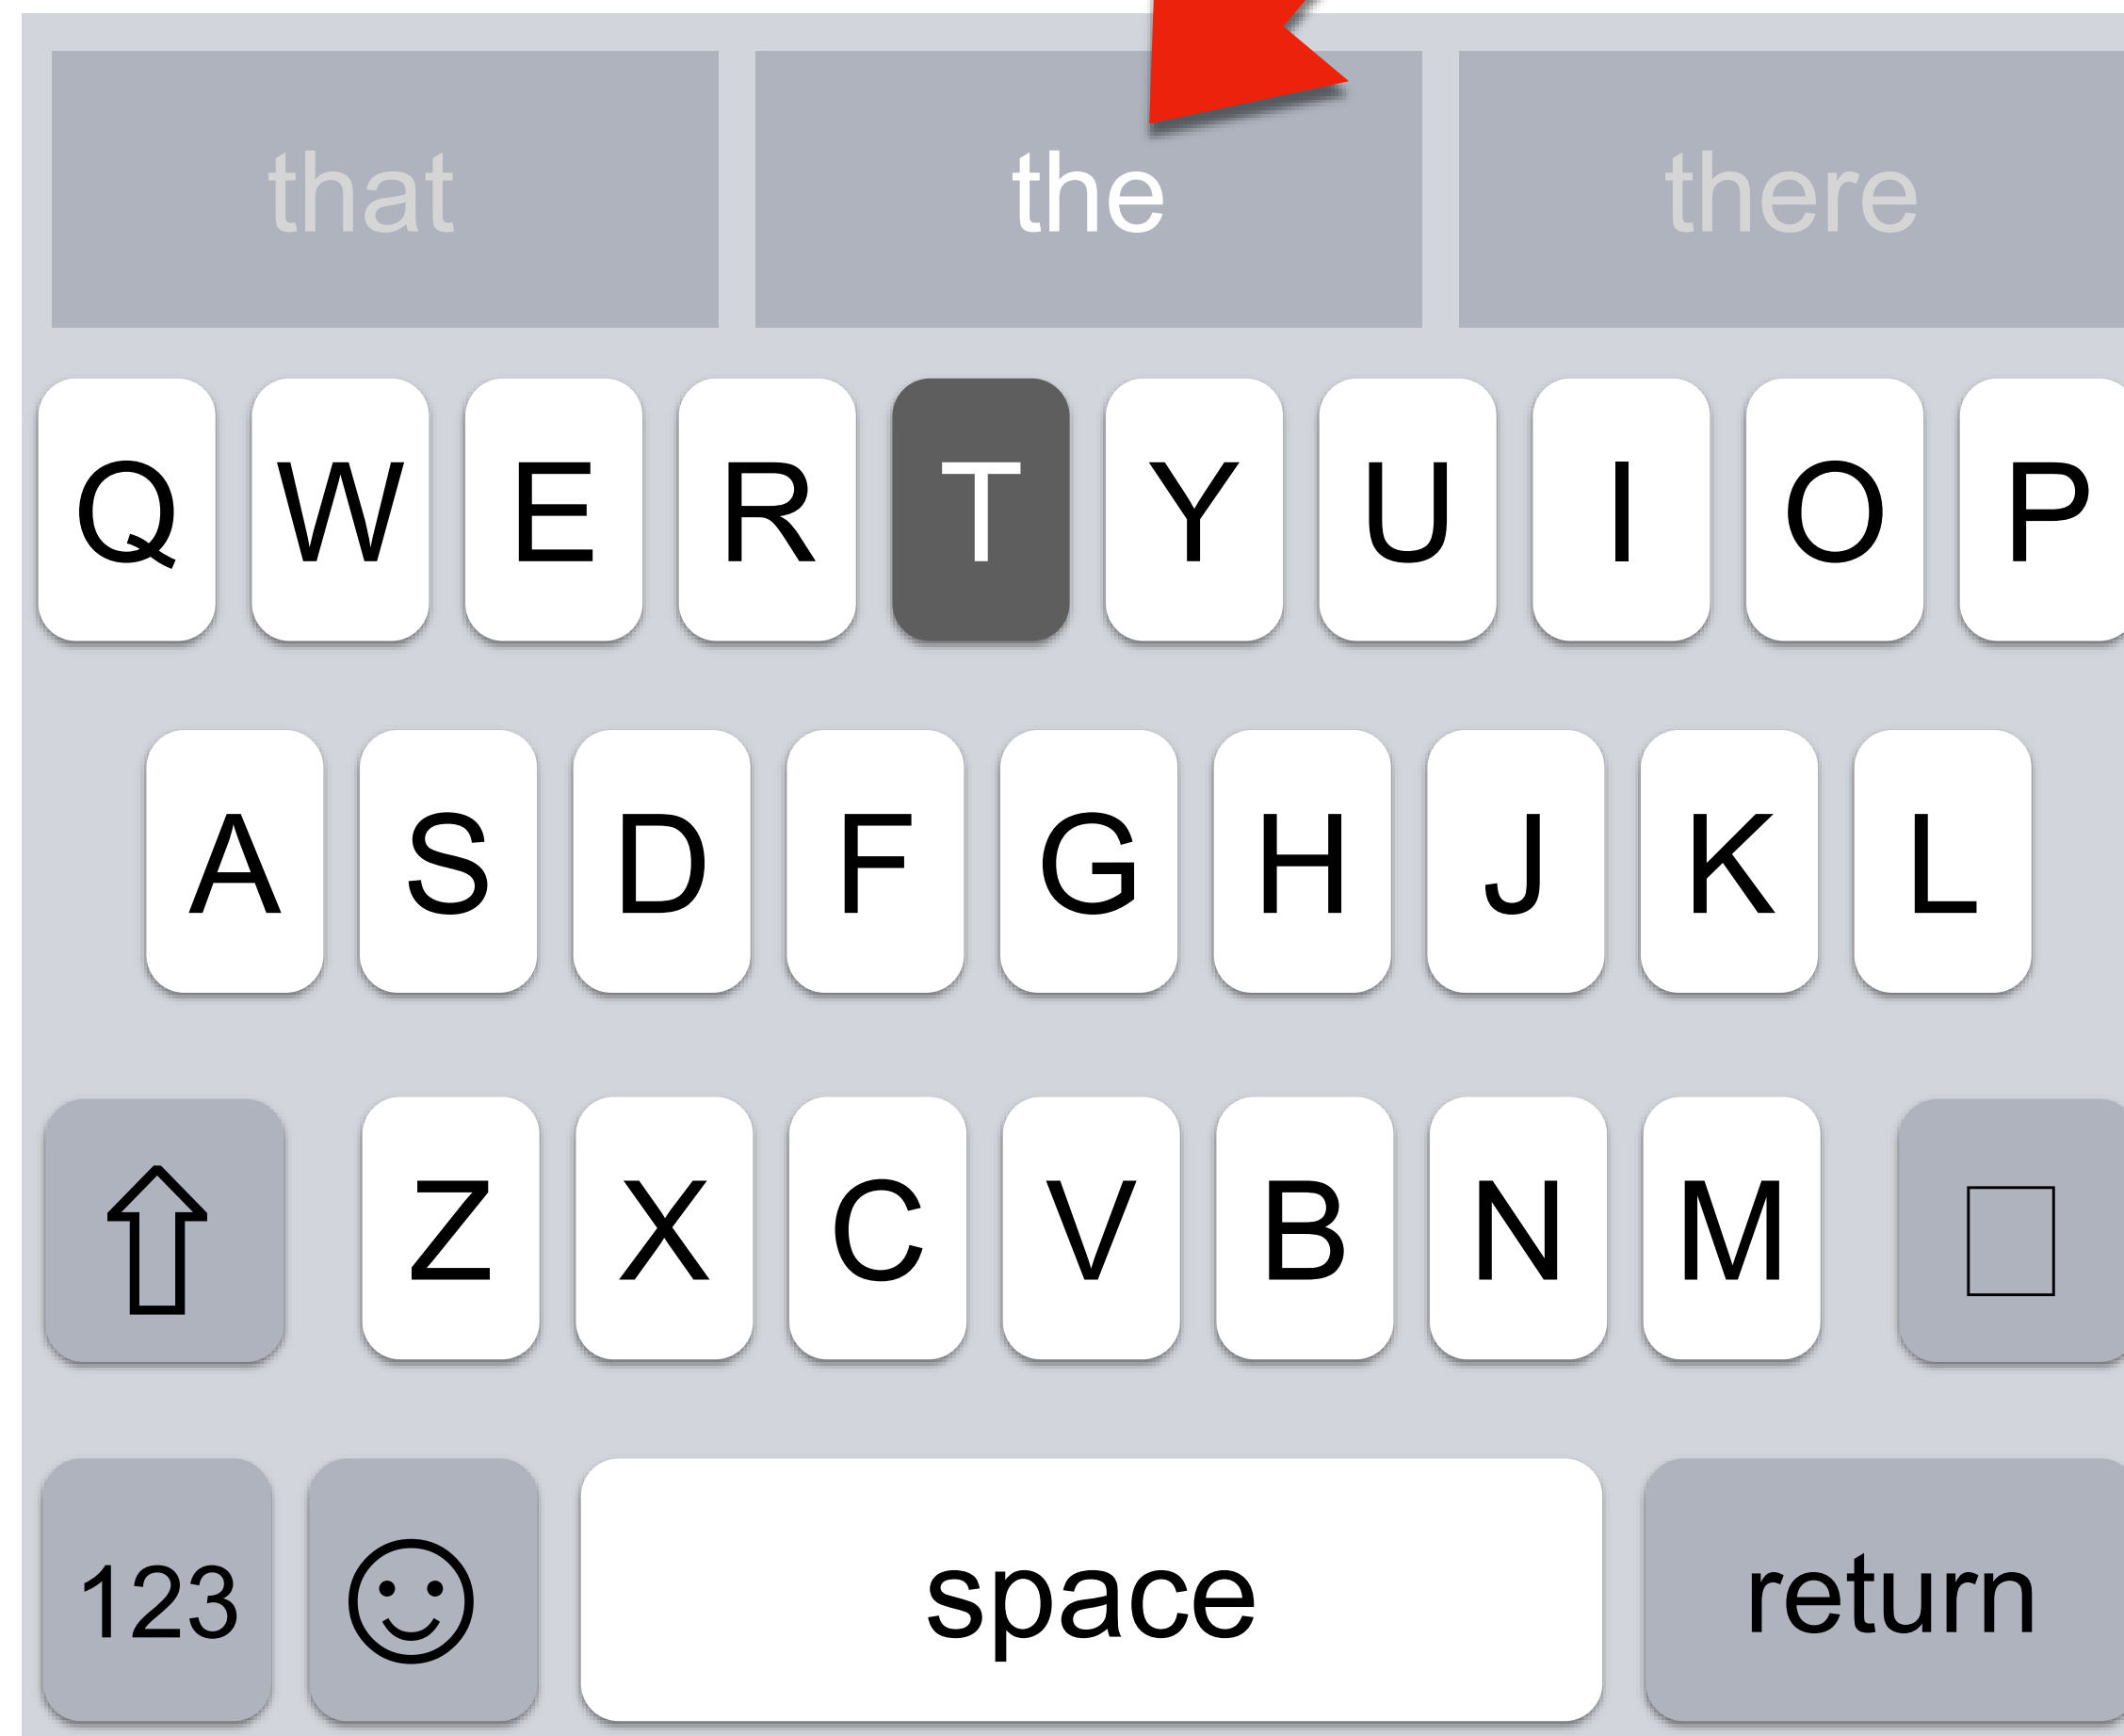 that the there
Q W E R T Y U I O P
A S D F G H J K L
⇧ Z X C V B N M
123 ☺ space return